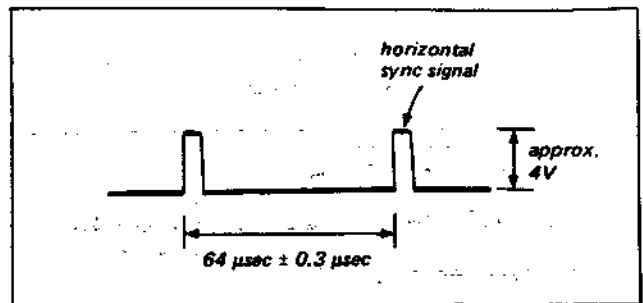 horizontal
sync signal
approx.
4V
64 µsec ± 0.3 µsec